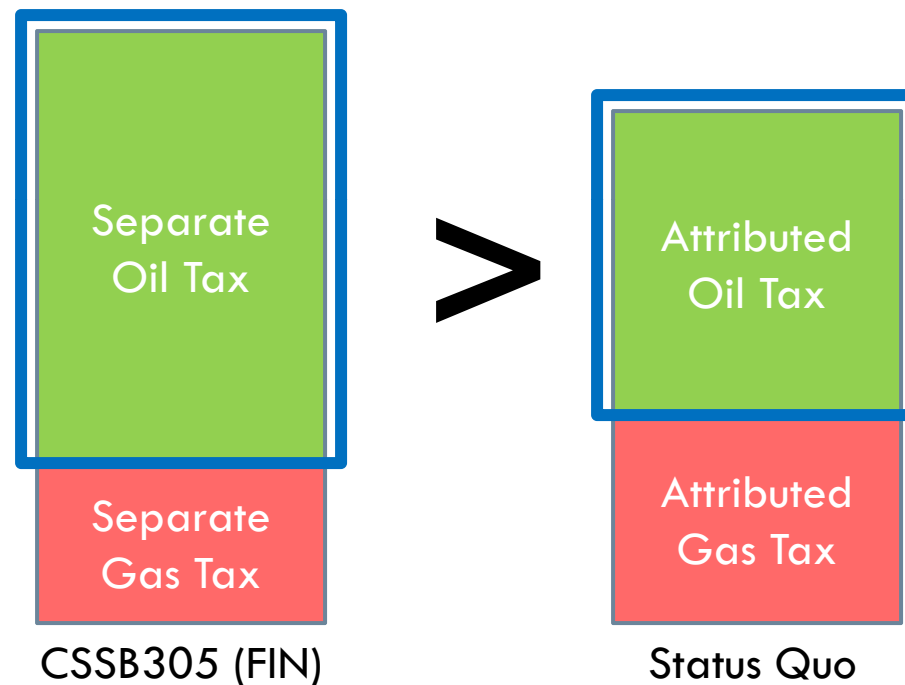 Separate
Oil Tax
Separate
Gas Tax
CSSB305 (FIN)
>
Attributed
Oil Tax
Attributed
Gas Tax
Status Quo